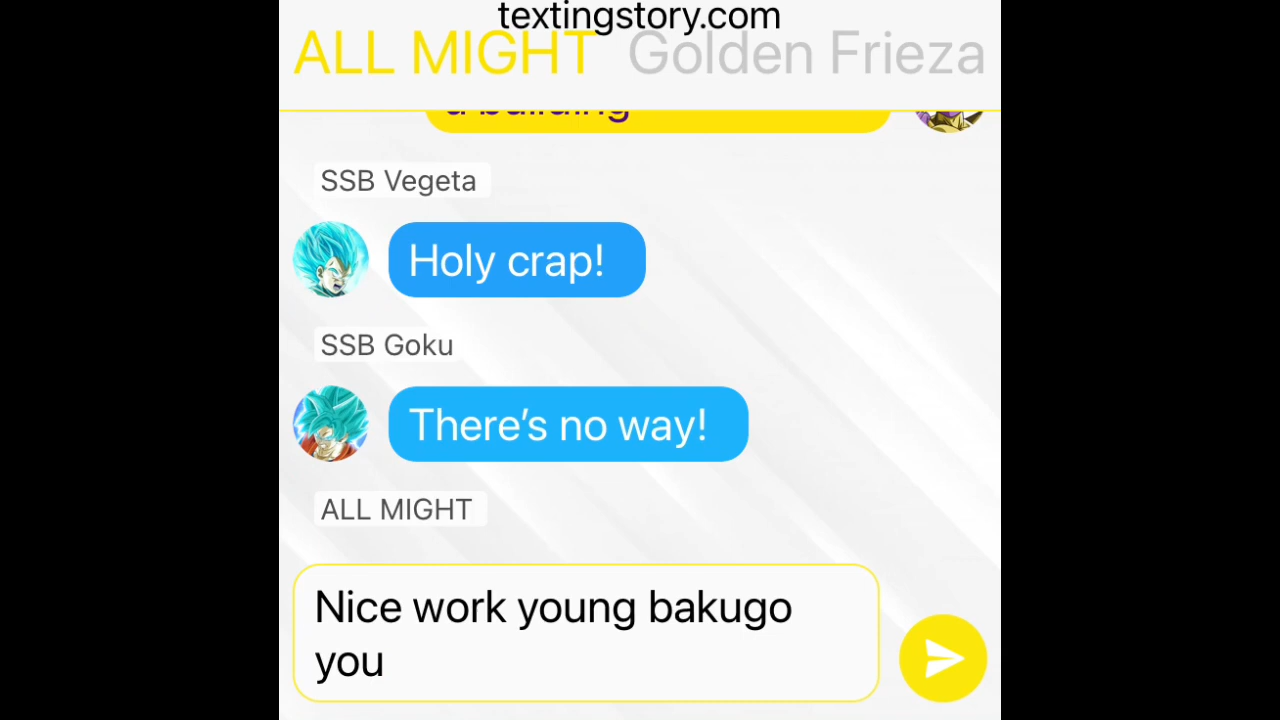 textingstory.com
ALL MIGHT Golden Frieza
a building
SSB Vegeta
Holy crap!
SSB Goku
There’s no way!
ALL MIGHT
Nice work young bakugo
you